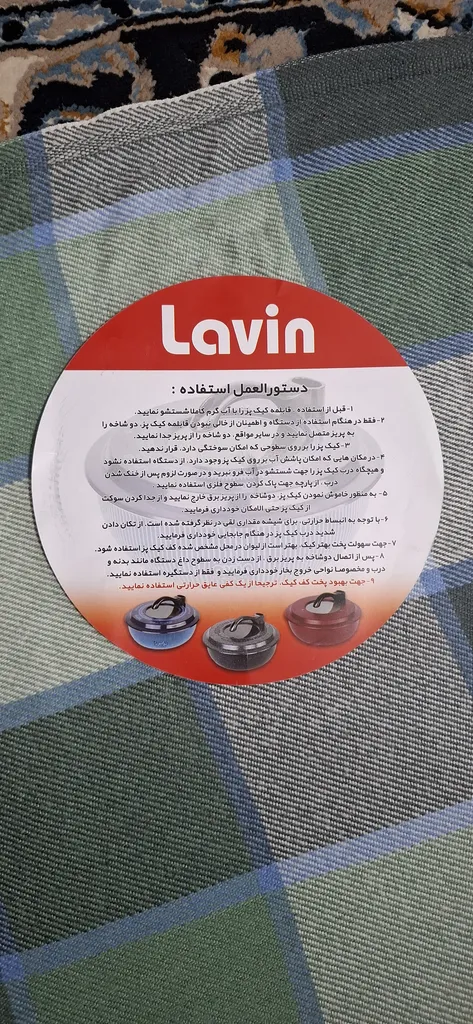 Lavin
دستورالعمل استفاده :
۱- قبل از استفاده , قابلمه کیک پز را با آب گرم کاملا شستشو نمایید.
۲- فقط در هنگام استفاده از دستگاه و اطمینان از خالی نبودن قابلمه کیک پز, دو شاخه را
به پریز متصل نمایید و در سایر مواقع, دو شاخه را از پریز جدا نمایید.
۳- کیک پز را بر روی سطوحی که امکان سوختگی دارد, قرار ندهید.
۴- در مکان هایی که امکان پاشش آب بر روی کیک پز وجود دارد, از دستگاه استفاده نشود
و هیچگاه درب کیک پز را جهت شستشو در آب فرو نبرید و در صورت لزوم پس از خنک شدن
درب , از پارچه جهت پاک کردن سطوح فلزی استفاده نمایید
۵- به منظور خاموش نمودن کیک پز, دوشاخه را از پریز برق خارج نمایید و از جدا کردن سوکت
از کیک پز حتی الامکان خودداری فرمایید.
۶- با توجه به انبساط حرارتی, برای شیشه مقداری لقی در نظر گرفته شده است. از تکان دادن
شدید درب کیک پز در هنگام جابجایی خودداری فرمایید.
۷- جهت سهولت پخت بهتر کیک, بهتر است از لیوان در محل مشخص شده کف کیک پز استفاده شود.
۸- پس از اتصال دوشاخه به پریز برق , از دست زدن به سطوح داغ دستگاه مانند بدنه و
درب و مخصوصا نواحی خروج بخار خودداری فرمایید و فقط از دستگیره استفاده نمایید.
۹- جهت بهبود پخت کف کیک, ترجیحا از یک کفی عایق حرارتی استفاده نمایید.